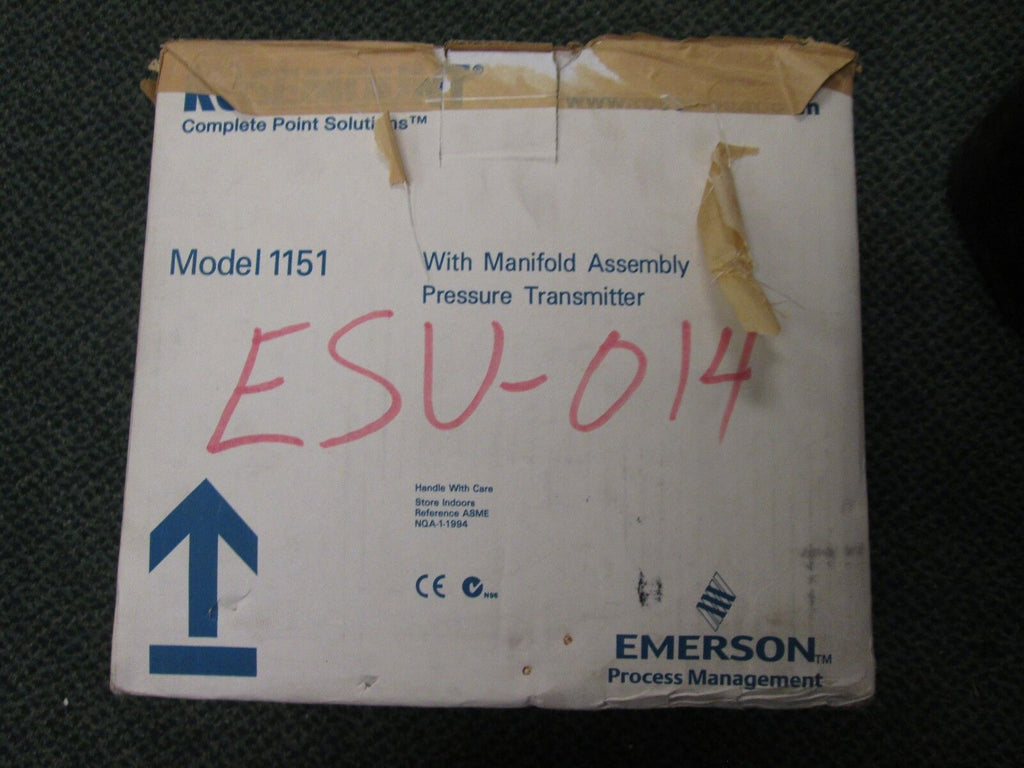 Complete Point Solutions™
Model 1151
With Manifold Assembly
Pressure Transmitter
ESU-014
Handle With Care
Store Indoors
Reference ASME
NQA-1-1994
CE
N96
EMERSON™
Process Management